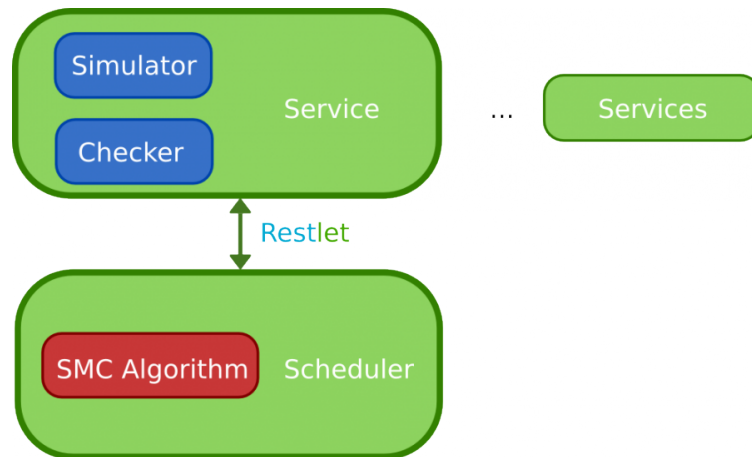 Simulator
Service
Checker
... Services
Restlet
SMC Algorithm
Scheduler